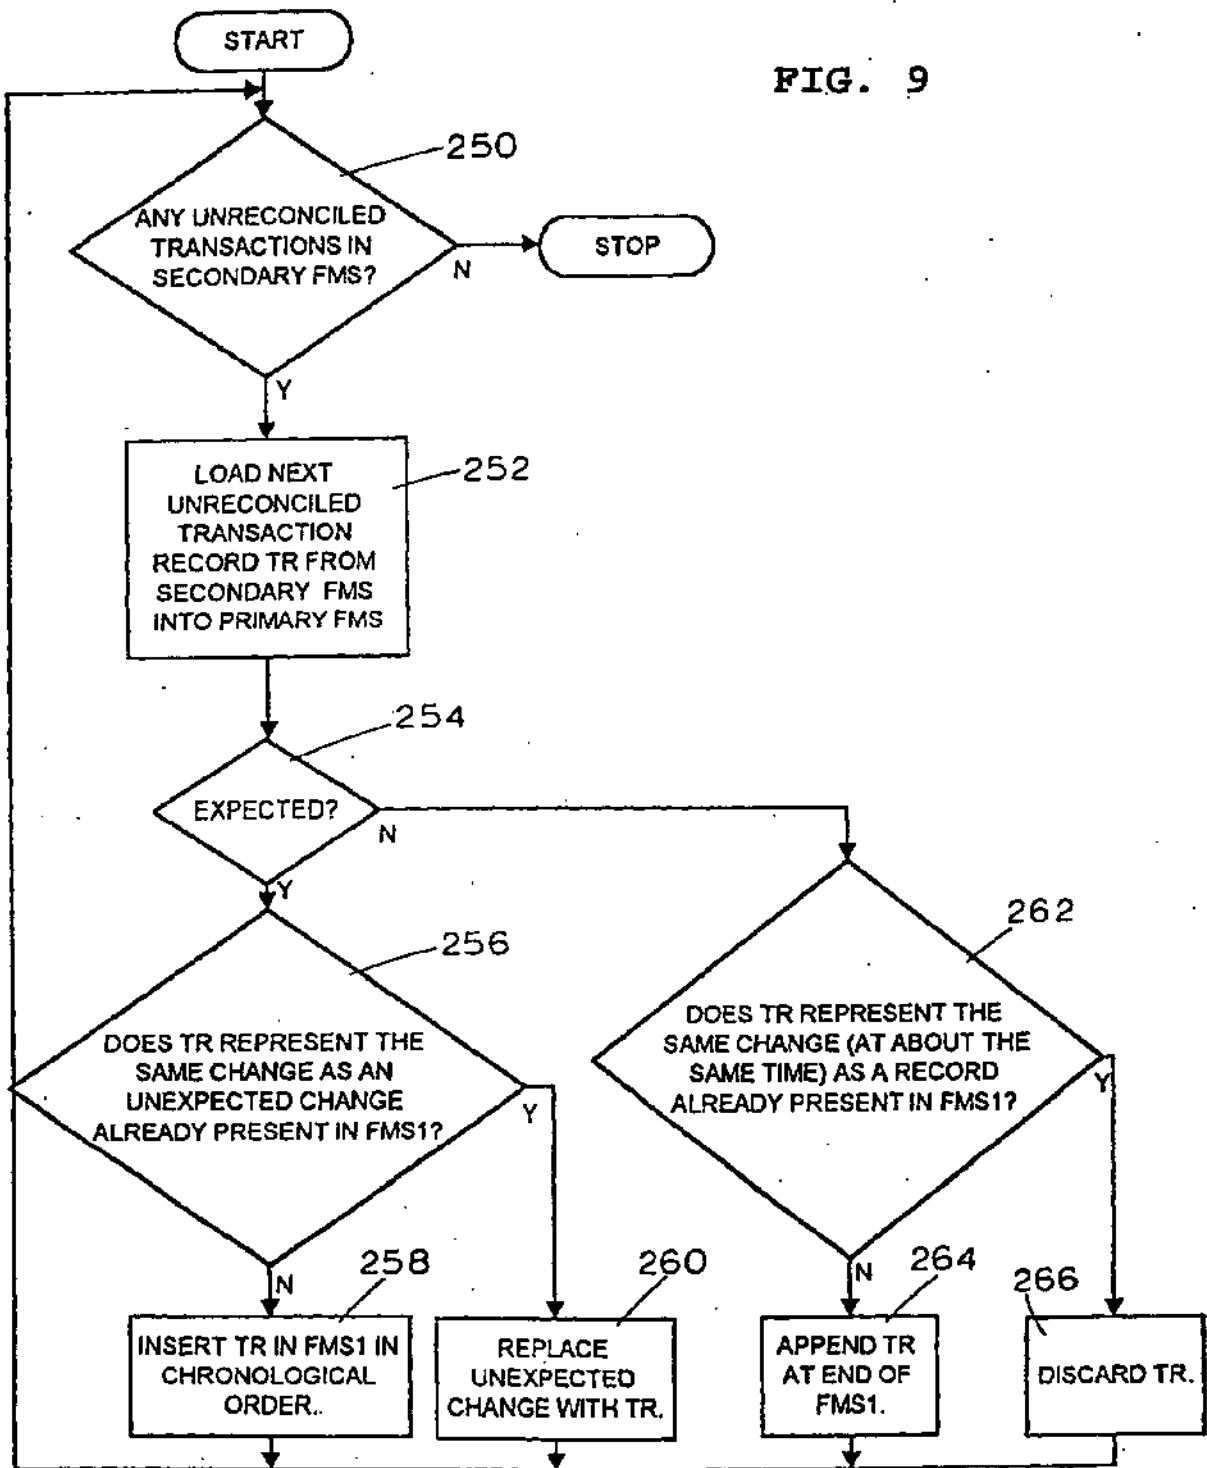 START
FIG. 9
250
ANY UNRECONCILED
TRANSACTIONS IN
SECONDARY FMS?
N
STOP
Y
252
LOAD NEXT
UNRECONCILED
TRANSACTION
RECORD TR FROM
SECONDARY FMS
INTO PRIMARY FMS
254
EXPECTED?
N
Y
256
DOES TR REPRESENT THE
SAME CHANGE AS AN
UNEXPECTED CHANGE
ALREADY PRESENT IN FMS1?
Y
N
262
DOES TR REPRESENT THE
SAME CHANGE (AT ABOUT THE
SAME TIME) AS A RECORD
ALREADY PRESENT IN FMS1?
Y
N
258
INSERT TR IN FMS1 IN
CHRONOLOGICAL
ORDER..
260
REPLACE
UNEXPECTED
CHANGE WITH TR.
264
APPEND TR
AT END OF
FMS1.
266
DISCARD TR.